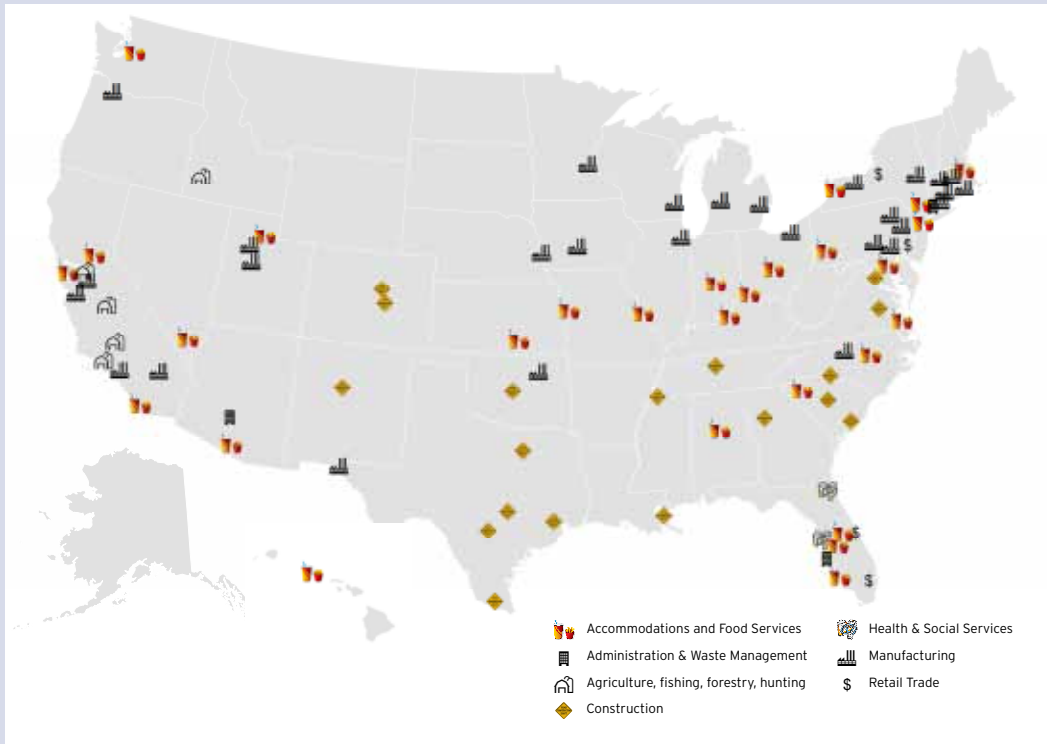 Accommodations and Food Services
Administration & Waste Management
Agriculture, fishing, forestry, hunting
Construction
Health & Social Services
Manufacturing
$ Retail Trade
$
$
$
$